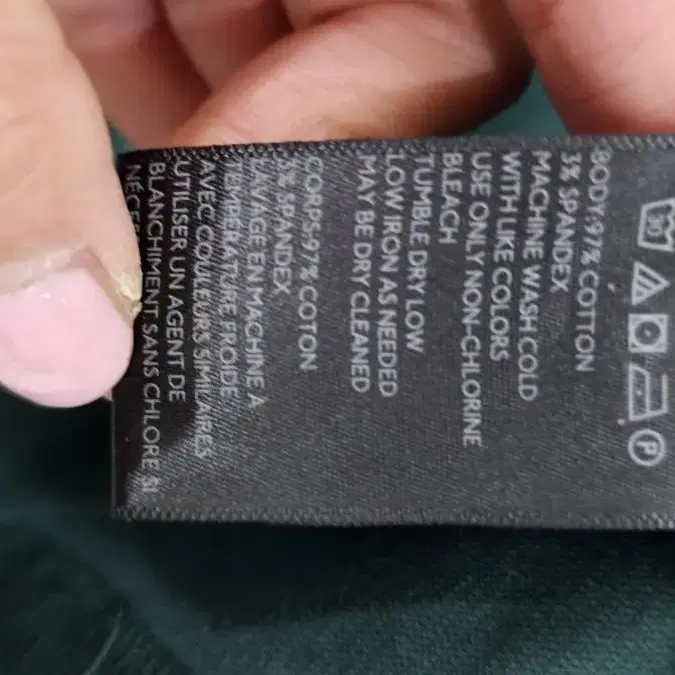 30
P
BODY:97% COTTON
3% SPANDEX
MACHINE WASH COLD
WITH LIKE COLORS
USE ONLY NON-CHLORINE
BLEACH
TUMBLE DRY LOW
LOW IRON AS NEEDED
MAY BE DRY CLEANED
CORPS:97% COTON
3% SPANDEX
LAVAGE EN MACHINE À
TEMPÉRATURE FROIDE
AVEC COULEURS SIMILAIRES
UTILISER UN AGENT DE
BLANCHIMENT SANS CHLORE SI